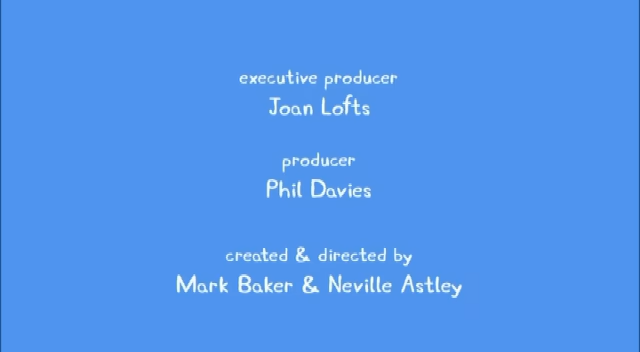 executive producer
Joan Lofts
producer
Phil Davies
created & directed by
Mark Baker & Neville Astley